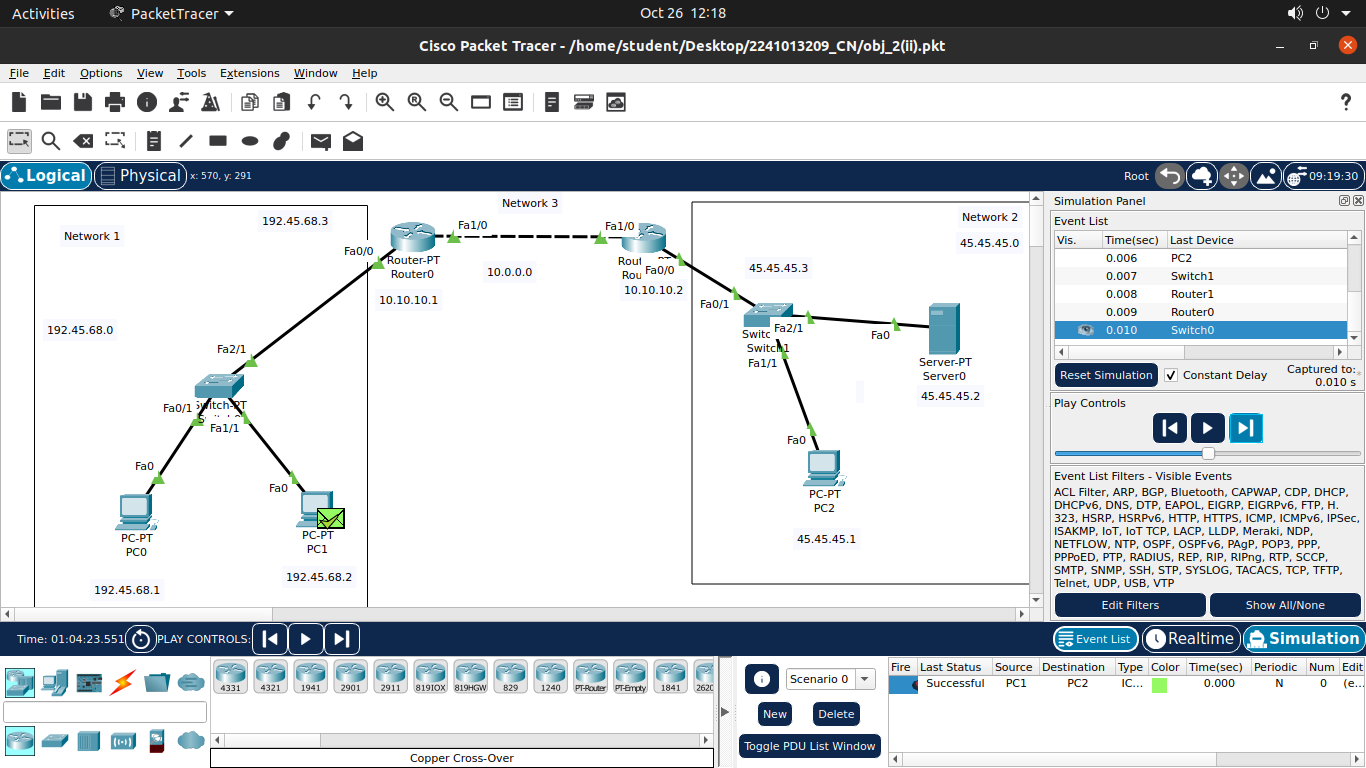 Activities PacketTracer Oct 26 12:18
Cisco Packet Tracer - /home/student/Desktop/2241013209_CN/obj_2(ii).pkt
File Edit Options View Tools Extensions Window Help
?
Logical Physical x: 570, y: 291 Root 09:19:30
Network 1
192.45.68.3
192.45.68.0
Fa0/0
Router-PT
Router0
10.10.10.1
Fa1/0
Network 3
10.0.0.0
Fa1/0
Fa0/0
10.10.10.2
Network 2
45.45.45.0
45.45.45.3
Fa0/1
Fa2/1
Switch1
Fa1/1
Fa0
Server-PT
Server0
45.45.45.2
Fa0
PC-PT
PC2
45.45.45.1
Fa2/1
Fa0/1
Fa1/1
Fa0
PC-PT
PC0
192.45.68.1
Fa0
PC-PT
PC1
192.45.68.2
Simulation Panel
Event List
Vis. Time(sec) Last Device
0.006 PC2
0.007 Switch1
0.008 Router1
0.009 Router0
0.010 Switch0
Reset Simulation Constant Delay Captured to:
0.010 s
Play Controls
Event List Filters - Visible Events
ACL Filter, ARP, BGP, Bluetooth, CAPWAP, CDP, DHCP,
DHCPv6, DNS, DTP, EAPOL, EIGRP, EIGRPv6, FTP, H.
323, HSRP, HSRPv6, HTTP, HTTPS, ICMP, ICMPv6, IPSec,
ISAKMP, IoT, IoT TCP, LACP, LLDP, Meraki, NDP,
NETFLOW, NTP, OSPF, OSPFv6, PAgP, POP3, PPP,
PPPoED, PTP, RADIUS, REP, RIP, RIPng, RTP, SCCP,
SMTP, SNMP, SSH, STP, SYSLOG, TACACS, TCP, TFTP,
Telnet, UDP, USB, VTP
Edit Filters Show All/None
Time: 01:04:23.551 PLAY CONTROLS: Event List Realtime Simulation
4331 4321 1941 2901 2911 819IOX 819HGW 829 1240 PT-Router PT-Empty 1841 2620
Copper Cross-Over
Scenario 0
New Delete
Toggle PDU List Window
Fire Last Status Source Destination Type Color Time(sec) Periodic Num Edit
Successful PC1 PC2 IC... 0.000 N 0 (e...